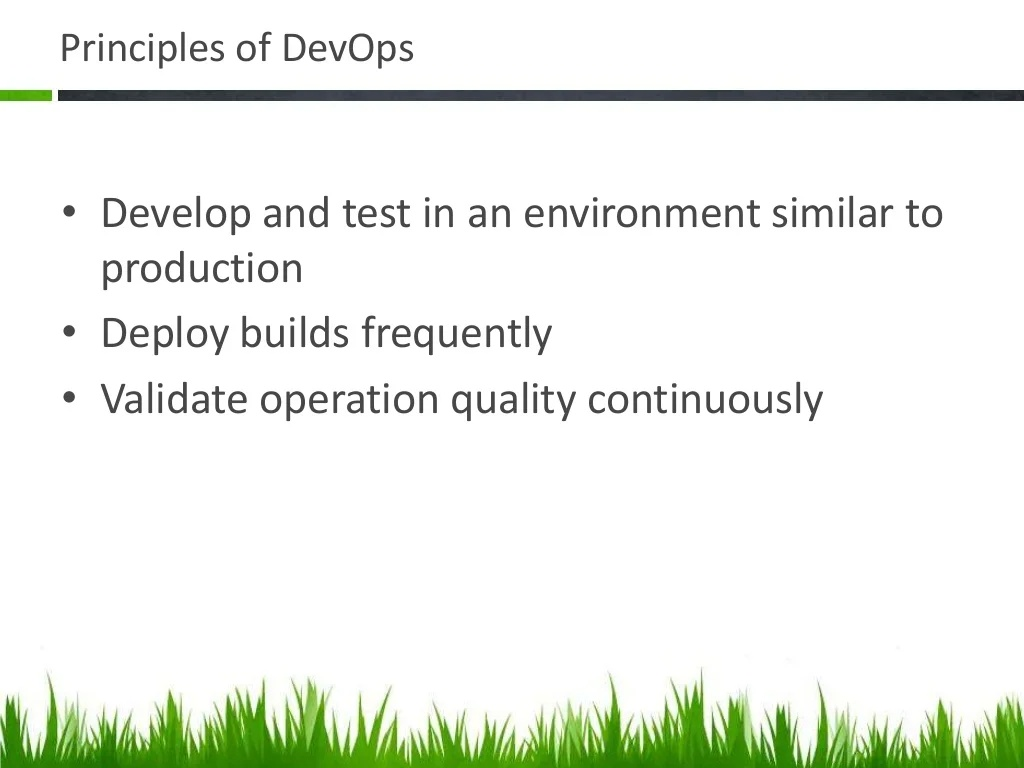 Principles of DevOps
• Develop and test in an environment similar to
production
• Deploy builds frequently
• Validate operation quality continuously